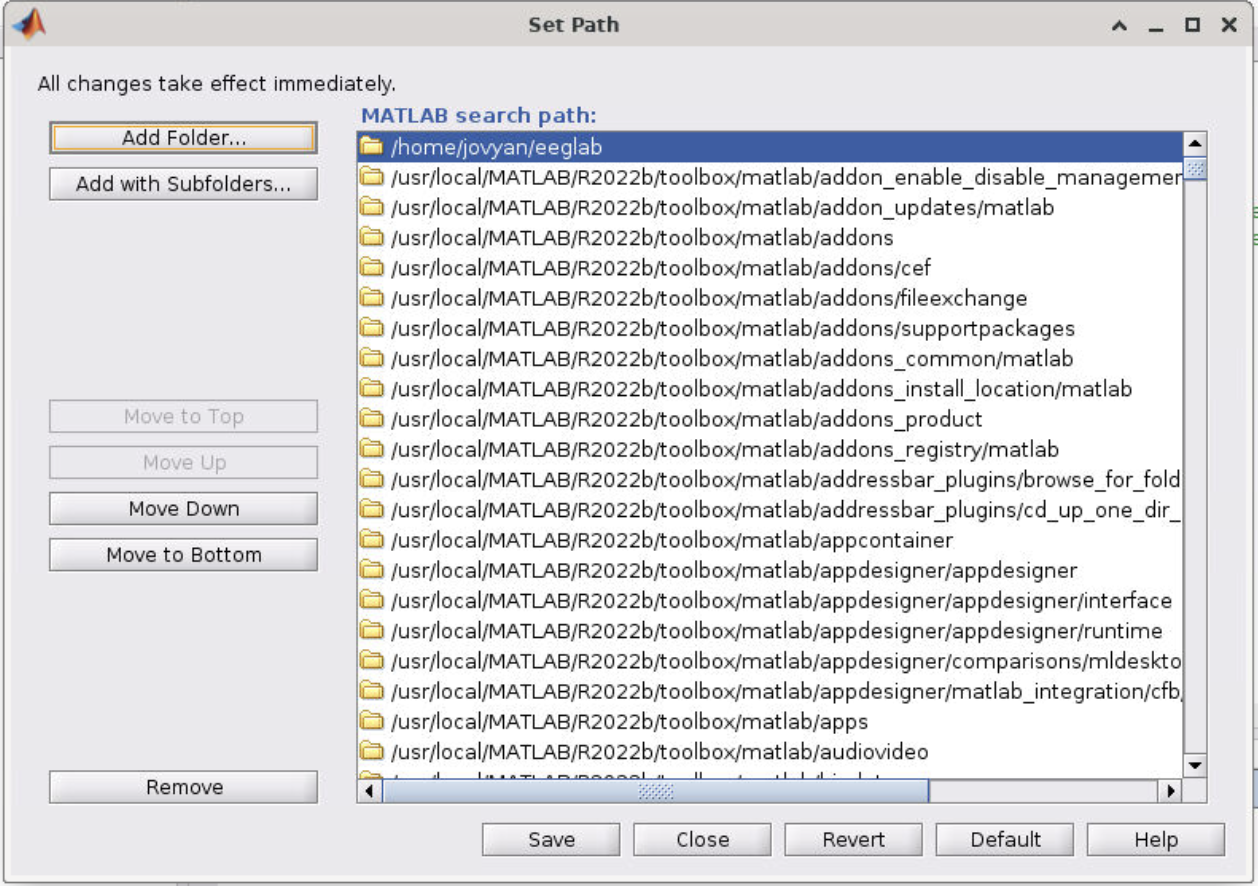 Set Path
All changes take effect immediately.
MATLAB search path:
Add Folder...
Add with Subfolders...
Move to Top
Move Up
Move Down
Move to Bottom
Remove
/home/jovyan/eeglab
/usr/local/MATLAB/R2022b/toolbox/matlab/addon_enable_disable_managemer
/usr/local/MATLAB/R2022b/toolbox/matlab/addon_updates/matlab
/usr/local/MATLAB/R2022b/toolbox/matlab/addons
/usr/local/MATLAB/R2022b/toolbox/matlab/addons/cef
/usr/local/MATLAB/R2022b/toolbox/matlab/addons/fileexchange
/usr/local/MATLAB/R2022b/toolbox/matlab/addons/supportpackages
/usr/local/MATLAB/R2022b/toolbox/matlab/addons_common/matlab
/usr/local/MATLAB/R2022b/toolbox/matlab/addons_install_location/matlab
/usr/local/MATLAB/R2022b/toolbox/matlab/addons_product
/usr/local/MATLAB/R2022b/toolbox/matlab/addons_registry/matlab
/usr/local/MATLAB/R2022b/toolbox/matlab/addressbar_plugins/browse_for_fold
/usr/local/MATLAB/R2022b/toolbox/matlab/addressbar_plugins/cd_up_one_dir_
/usr/local/MATLAB/R2022b/toolbox/matlab/appcontainer
/usr/local/MATLAB/R2022b/toolbox/matlab/appdesigner/appdesigner
/usr/local/MATLAB/R2022b/toolbox/matlab/appdesigner/appdesigner/interface
/usr/local/MATLAB/R2022b/toolbox/matlab/appdesigner/appdesigner/runtime
/usr/local/MATLAB/R2022b/toolbox/matlab/appdesigner/comparisons/mldeskto
/usr/local/MATLAB/R2022b/toolbox/matlab/appdesigner/matlab_integration/cfb
/usr/local/MATLAB/R2022b/toolbox/matlab/apps
/usr/local/MATLAB/R2022b/toolbox/matlab/audiovideo
Save
Close
Revert
Default
Help